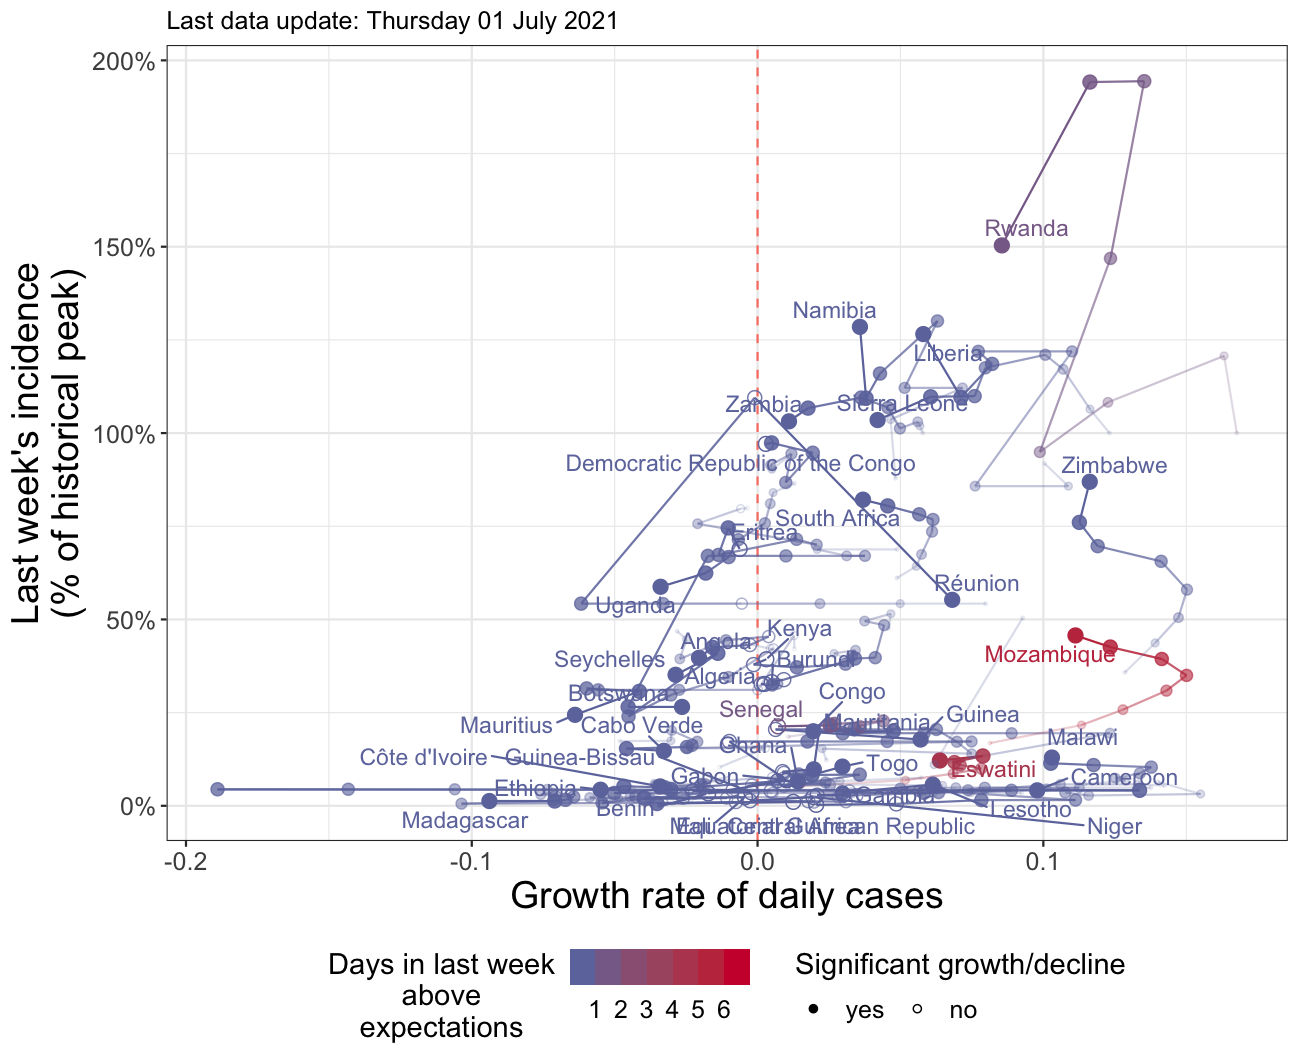 Last data update: Thursday 01 July 2021
200%
150%
100%
50%
0%
Last week's incidence
(% of historical peak)
Rwanda
Namibia
Liberia
Zambia
Sierra Leone
Democratic Republic of the Congo
Zimbabwe
South Africa
Eritrea
Réunion
Uganda
Kenya
Angola
Mozambique
Seychelles
Burundi
Algeria
Botswana
Congo
Senegal
Mauritius
Cabo Verde
Mauritania
Guinea
Malawi
Ghana
Côte d'Ivoire
Guinea-Bissau
Togo
Eswatini
Gabon
Cameroon
Ethiopia
Gambia
Benin
Lesotho
Madagascar
Mali
Equatorial Guinea
Central African Republic
Niger
-0.2
-0.1
0.0
0.1
Growth rate of daily cases
Days in last week
above
expectations
1 2 3 4 5 6
Significant growth/decline
yes
no